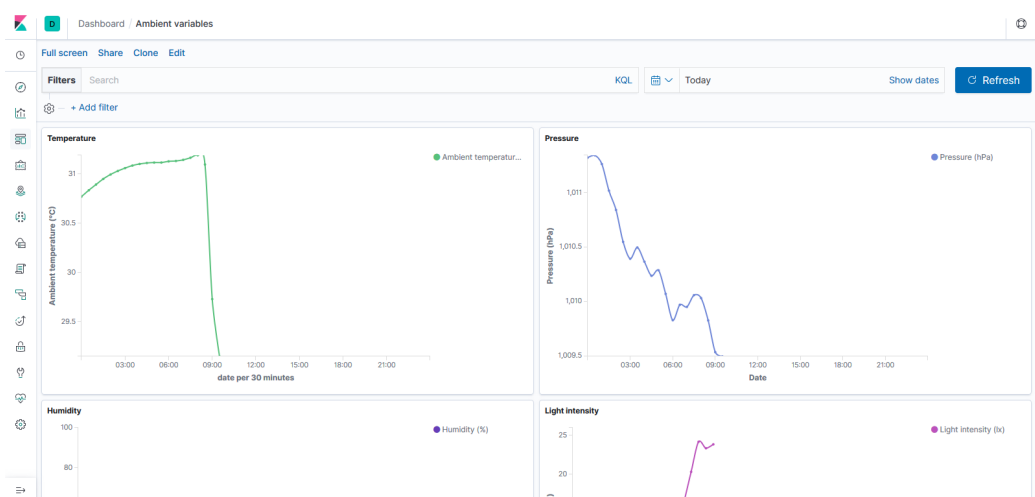 D Dashboard / Ambient variables
Full screen Share Clone Edit
Filters Search KQL Today Show dates Refresh
+ Add filter
Temperature
Ambient temperatur...
31
30.5
30
29.5
Ambient temperature (°C)
03:00 06:00 09:00 12:00 15:00 18:00 21:00
date per 30 minutes
Pressure
Pressure (hPa)
1,011
1,010.5
1,010
1,009.5
Pressure (hPa)
03:00 06:00 09:00 12:00 15:00 18:00 21:00
Date
Humidity
Humidity (%)
100
80
Light intensity
Light intensity (lx)
25
20